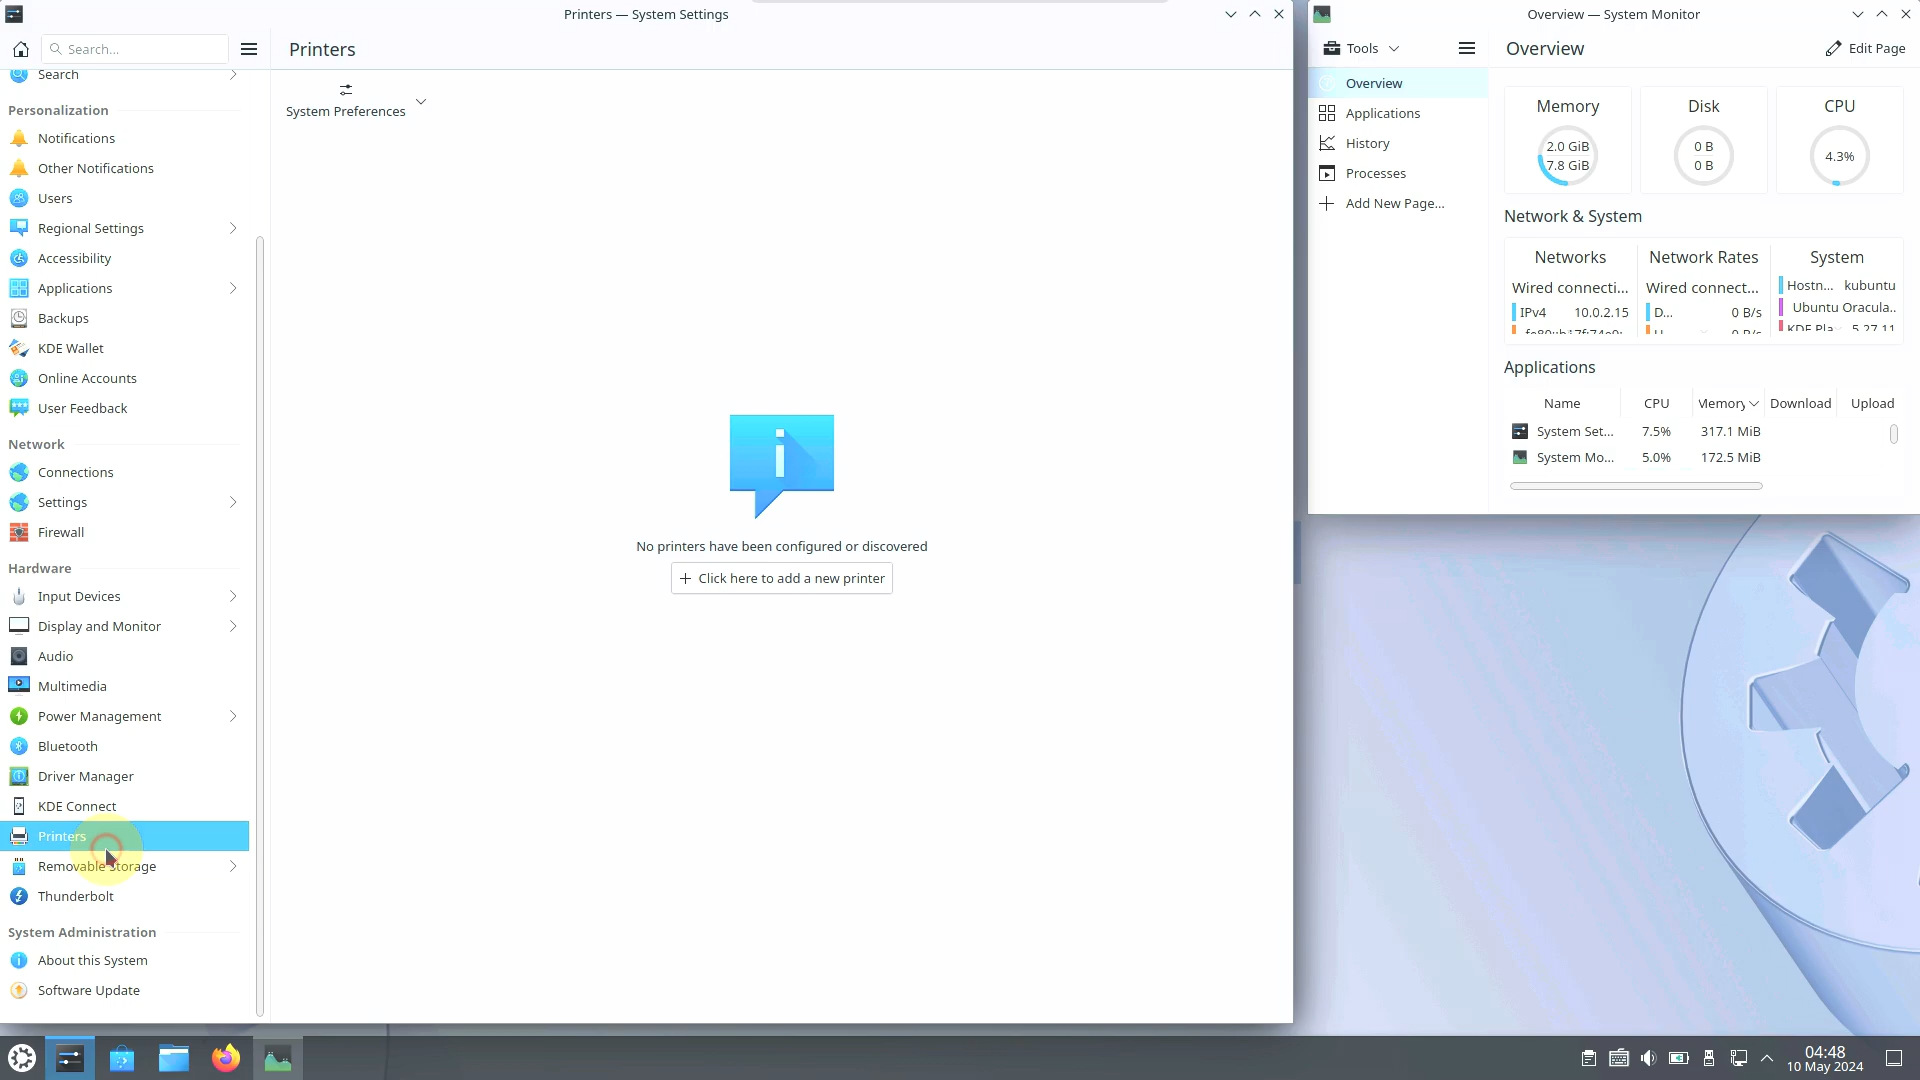 Printers — System Settings
Search...
Printers
Search
System Preferences
Personalization
Notifications
Other Notifications
Users
Regional Settings
Accessibility
Applications
Backups
KDE Wallet
Online Accounts
User Feedback
Network
Connections
Settings
Firewall
Hardware
Input Devices
Display and Monitor
Audio
Multimedia
Power Management
Bluetooth
Driver Manager
KDE Connect
Printers
Removable Storage
Thunderbolt
System Administration
About this System
Software Update
No printers have been configured or discovered
Click here to add a new printer
Overview — System Monitor
Tools
Overview
Edit Page
Overview
Applications
History
Processes
Add New Page...
Memory Disk CPU
2.0 GiB 0 B 4.3%
7.8 GiB 0 B
Network & System
Networks Network Rates System
Wired connecti... Wired connect... Hostn... kubuntu
IPv4 10.0.2.15 D... 0 B/s Ubuntu Oracula..
0 B/s KDE Pla 5.27.11
Applications
Name CPU Memory Download Upload
System Set... 7.5% 317.1 MiB
System Mo... 5.0% 172.5 MiB
04:48
10 May 2024